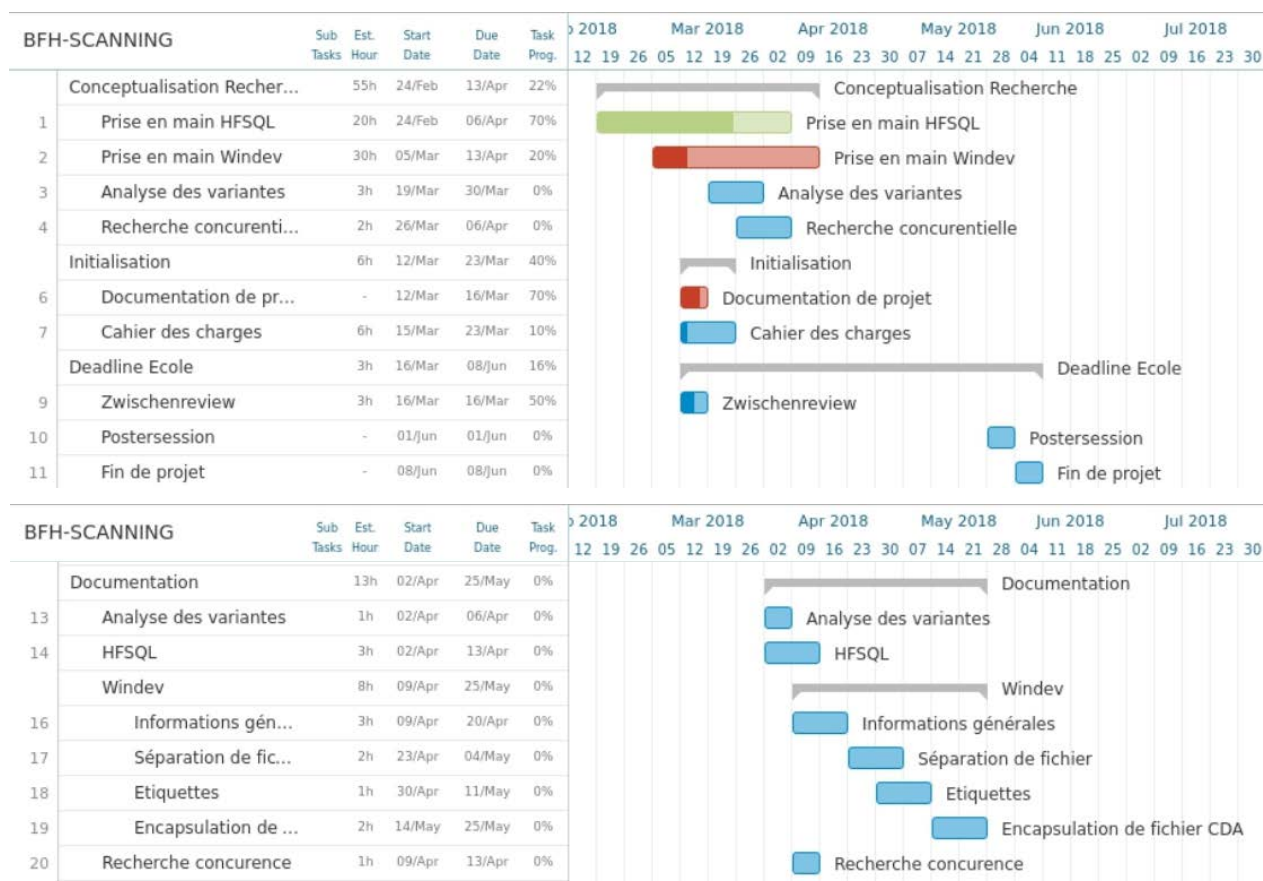 BFH-SCANNING Sub Tasks Est. Hour Start Date Due Date Task Prog. 2018 Mar 2018 Apr 2018 May 2018 Jun 2018 Jul 2018
12 19 26 05 12 19 26 02 09 16 23 30 07 14 21 28 04 11 18 25 02 09 16 23 30
Conceptualisation Recher... 55h 24/Feb 13/Apr 22% Conceptualisation Recherche
1 Prise en main HFSQL 20h 24/Feb 06/Apr 70% Prise en main HFSQL
2 Prise en main Windev 30h 05/Mar 13/Apr 20% Prise en main Windev
3 Analyse des variantes 3h 19/Mar 30/Mar 0% Analyse des variantes
4 Recherche concurenti... 2h 26/Mar 06/Apr 0% Recherche concurentielle
Initialisation 6h 12/Mar 23/Mar 40% Initialisation
6 Documentation de pr... - 12/Mar 16/Mar 70% Documentation de projet
7 Cahier des charges 6h 15/Mar 23/Mar 10% Cahier des charges
Deadline Ecole 3h 16/Mar 08/Jun 16% Deadline Ecole
9 Zwischenreview 3h 16/Mar 16/Mar 50% Zwischenreview
10 Postersession - 01/Jun 01/Jun 0% Postersession
11 Fin de projet - 08/Jun 08/Jun 0% Fin de projet
BFH-SCANNING Sub Tasks Est. Hour Start Date Due Date Task Prog. 2018 Mar 2018 Apr 2018 May 2018 Jun 2018 Jul 2018
12 19 26 05 12 19 26 02 09 16 23 30 07 14 21 28 04 11 18 25 02 09 16 23 30
Documentation 13h 02/Apr 25/May 0% Documentation
13 Analyse des variantes 1h 02/Apr 06/Apr 0% Analyse des variantes
14 HFSQL 3h 02/Apr 13/Apr 0% HFSQL
Windev 8h 09/Apr 25/May 0% Windev
16 Informations gén... 3h 09/Apr 20/Apr 0% Informations générales
17 Séparation de fic... 2h 23/Apr 04/May 0% Séparation de fichier
18 Etiquettes 1h 30/Apr 11/May 0% Etiquettes
19 Encapsulation de ... 2h 14/May 25/May 0% Encapsulation de fichier CDA
20 Recherche concurence 1h 09/Apr 13/Apr 0% Recherche concurence